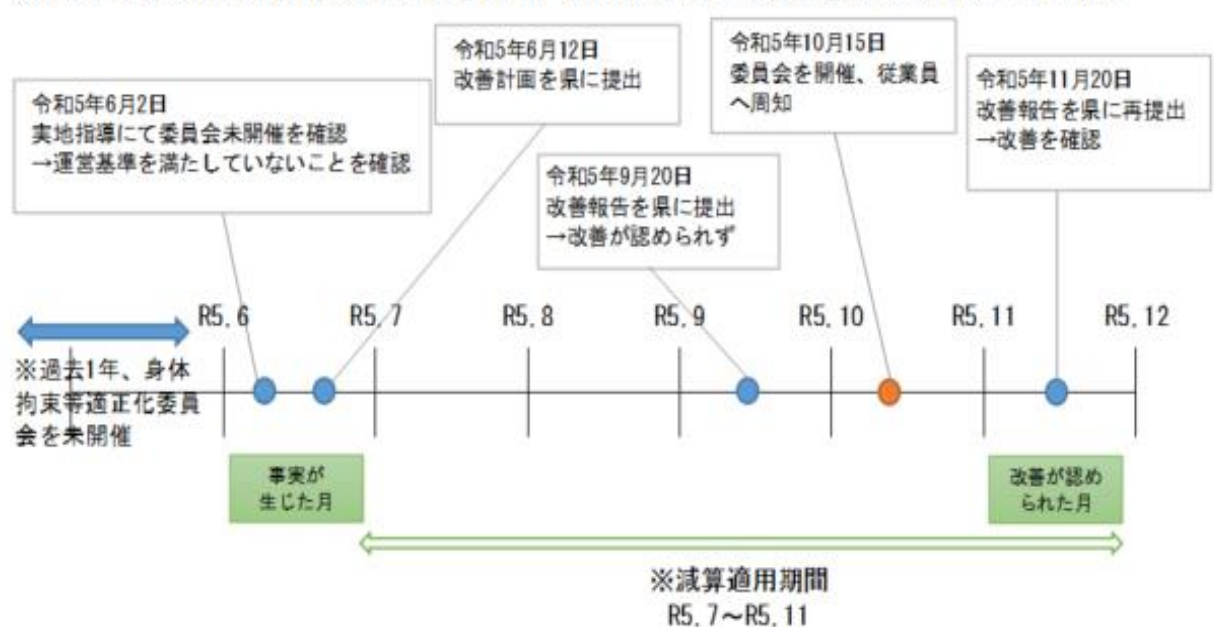 令和5年6月2日
実地指導にて委員会未開催を確認
→運営基準を満たしていないことを確認
令和5年6月12日
改善計画を県に提出
令和5年9月20日
改善報告を県に提出
→改善が認められず
令和5年10月15日
委員会を開催、従業員
へ周知
令和5年11月20日
改善報告を県に再提出
→改善を確認
R5.6
R5.7
R5.8
R5.9
R5.10
R5.11
R5.12
※過去1年、身体
拘束等適正化委員
会を未開催
事実が
生じた月
改善が認め
られた月
※減算適用期間
R5.7～R5.11